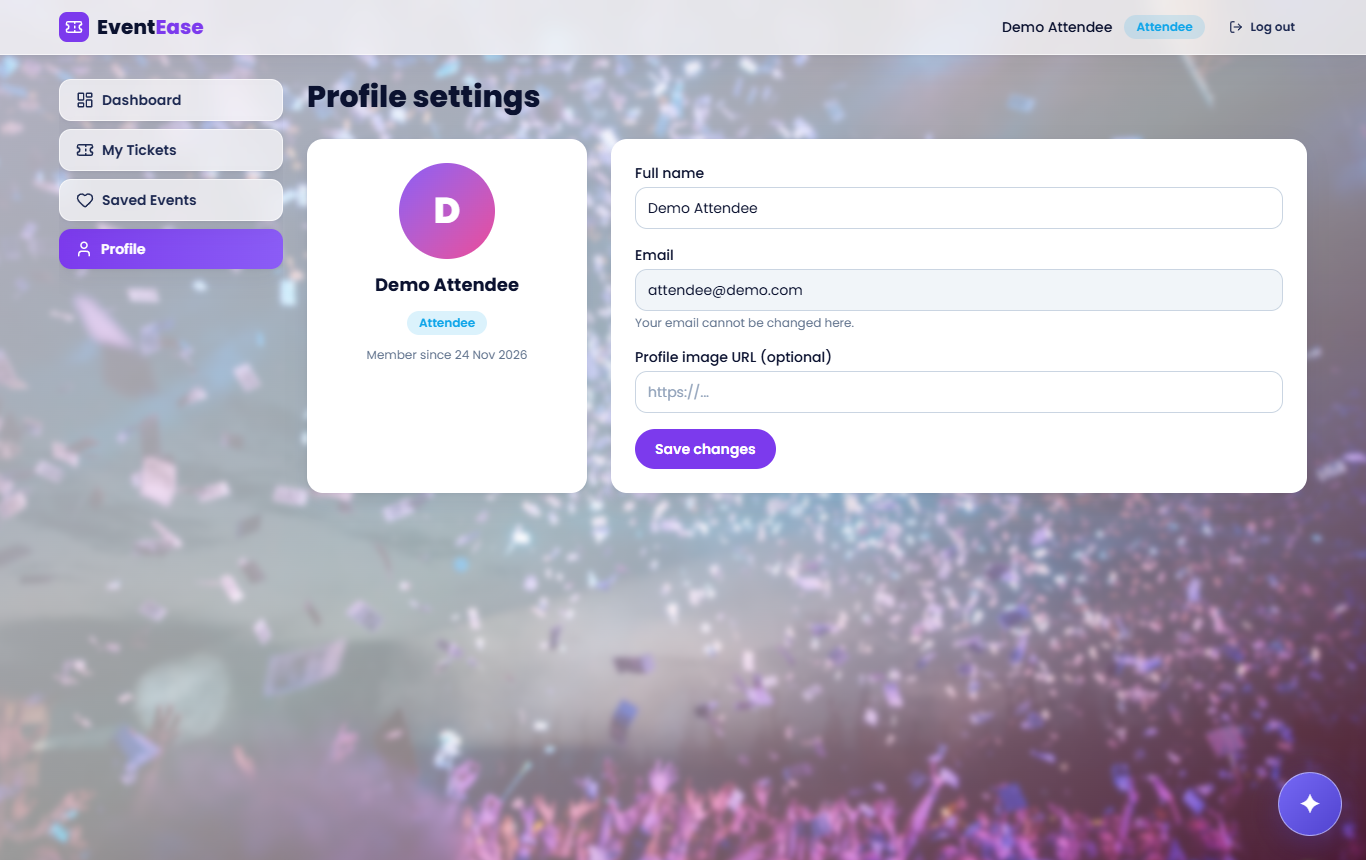 EventEase
Demo Attendee
Attendee
Log out
Dashboard
My Tickets
Saved Events
Profile
Profile settings
D
Demo Attendee
Attendee
Member since 24 Nov 2026
Full name
Demo Attendee
Email
attendee@demo.com
Your email cannot be changed here.
Profile image URL (optional)
https://...
Save changes